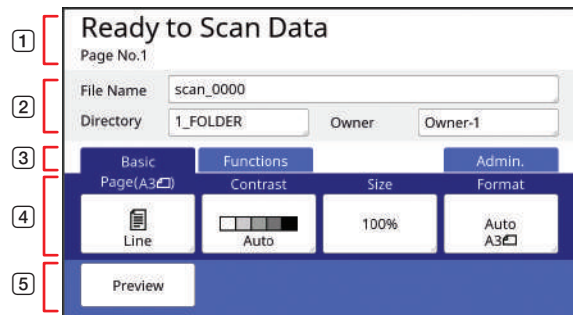 1
Ready to Scan Data
Page No.1
2
File Name scan_0000
Directory 1_FOLDER Owner Owner-1
3
Basic Functions Admin.
4
Page(A3) Contrast Size Format
Line Auto 100% Auto
A3
5
Preview